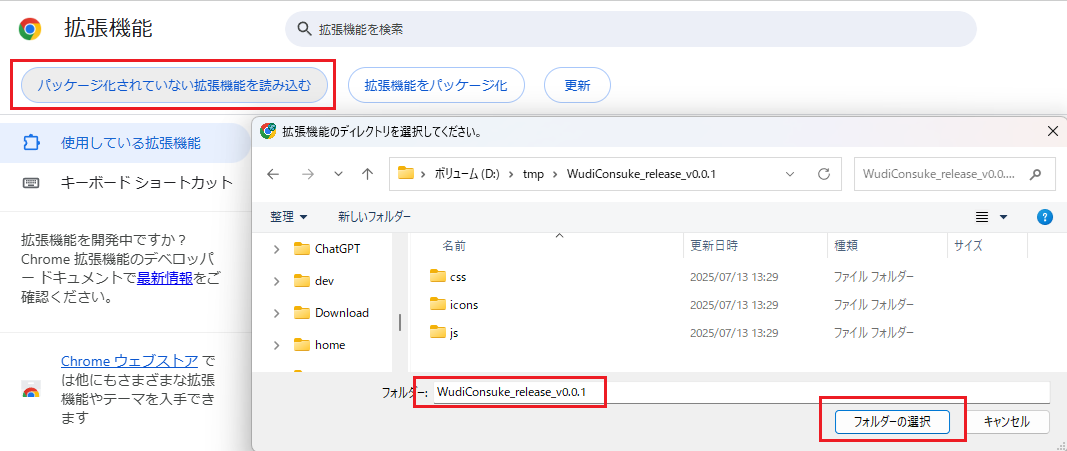 拡張機能
拡張機能を検索
パッケージ化されていない拡張機能を読み込む
拡張機能をパッケージ化
更新
使用している拡張機能
キーボード ショートカット
拡張機能を開発中ですか？
Chrome 拡張機能のデベロッパ
ー ドキュメントで最新情報をご
確認ください。
Chrome ウェブストア で
は他にもさまざまな拡張
機能やテーマを入手でき
ます
拡張機能のディレクトリを選択してください。
ボリューム (D:) › tmp › WudiConsuke_release_v0.0.1
WudiConsuke_release_v0.0....
整理
新しいフォルダー
ChatGPT
dev
Download
home
名前 更新日時 種類 サイズ
css 2025/07/13 13:29 ファイル フォルダー
icons 2025/07/13 13:29 ファイル フォルダー
js 2025/07/13 13:29 ファイル フォルダー
フォルダー: WudiConsuke_release_v0.0.1
フォルダーの選択
キャンセル